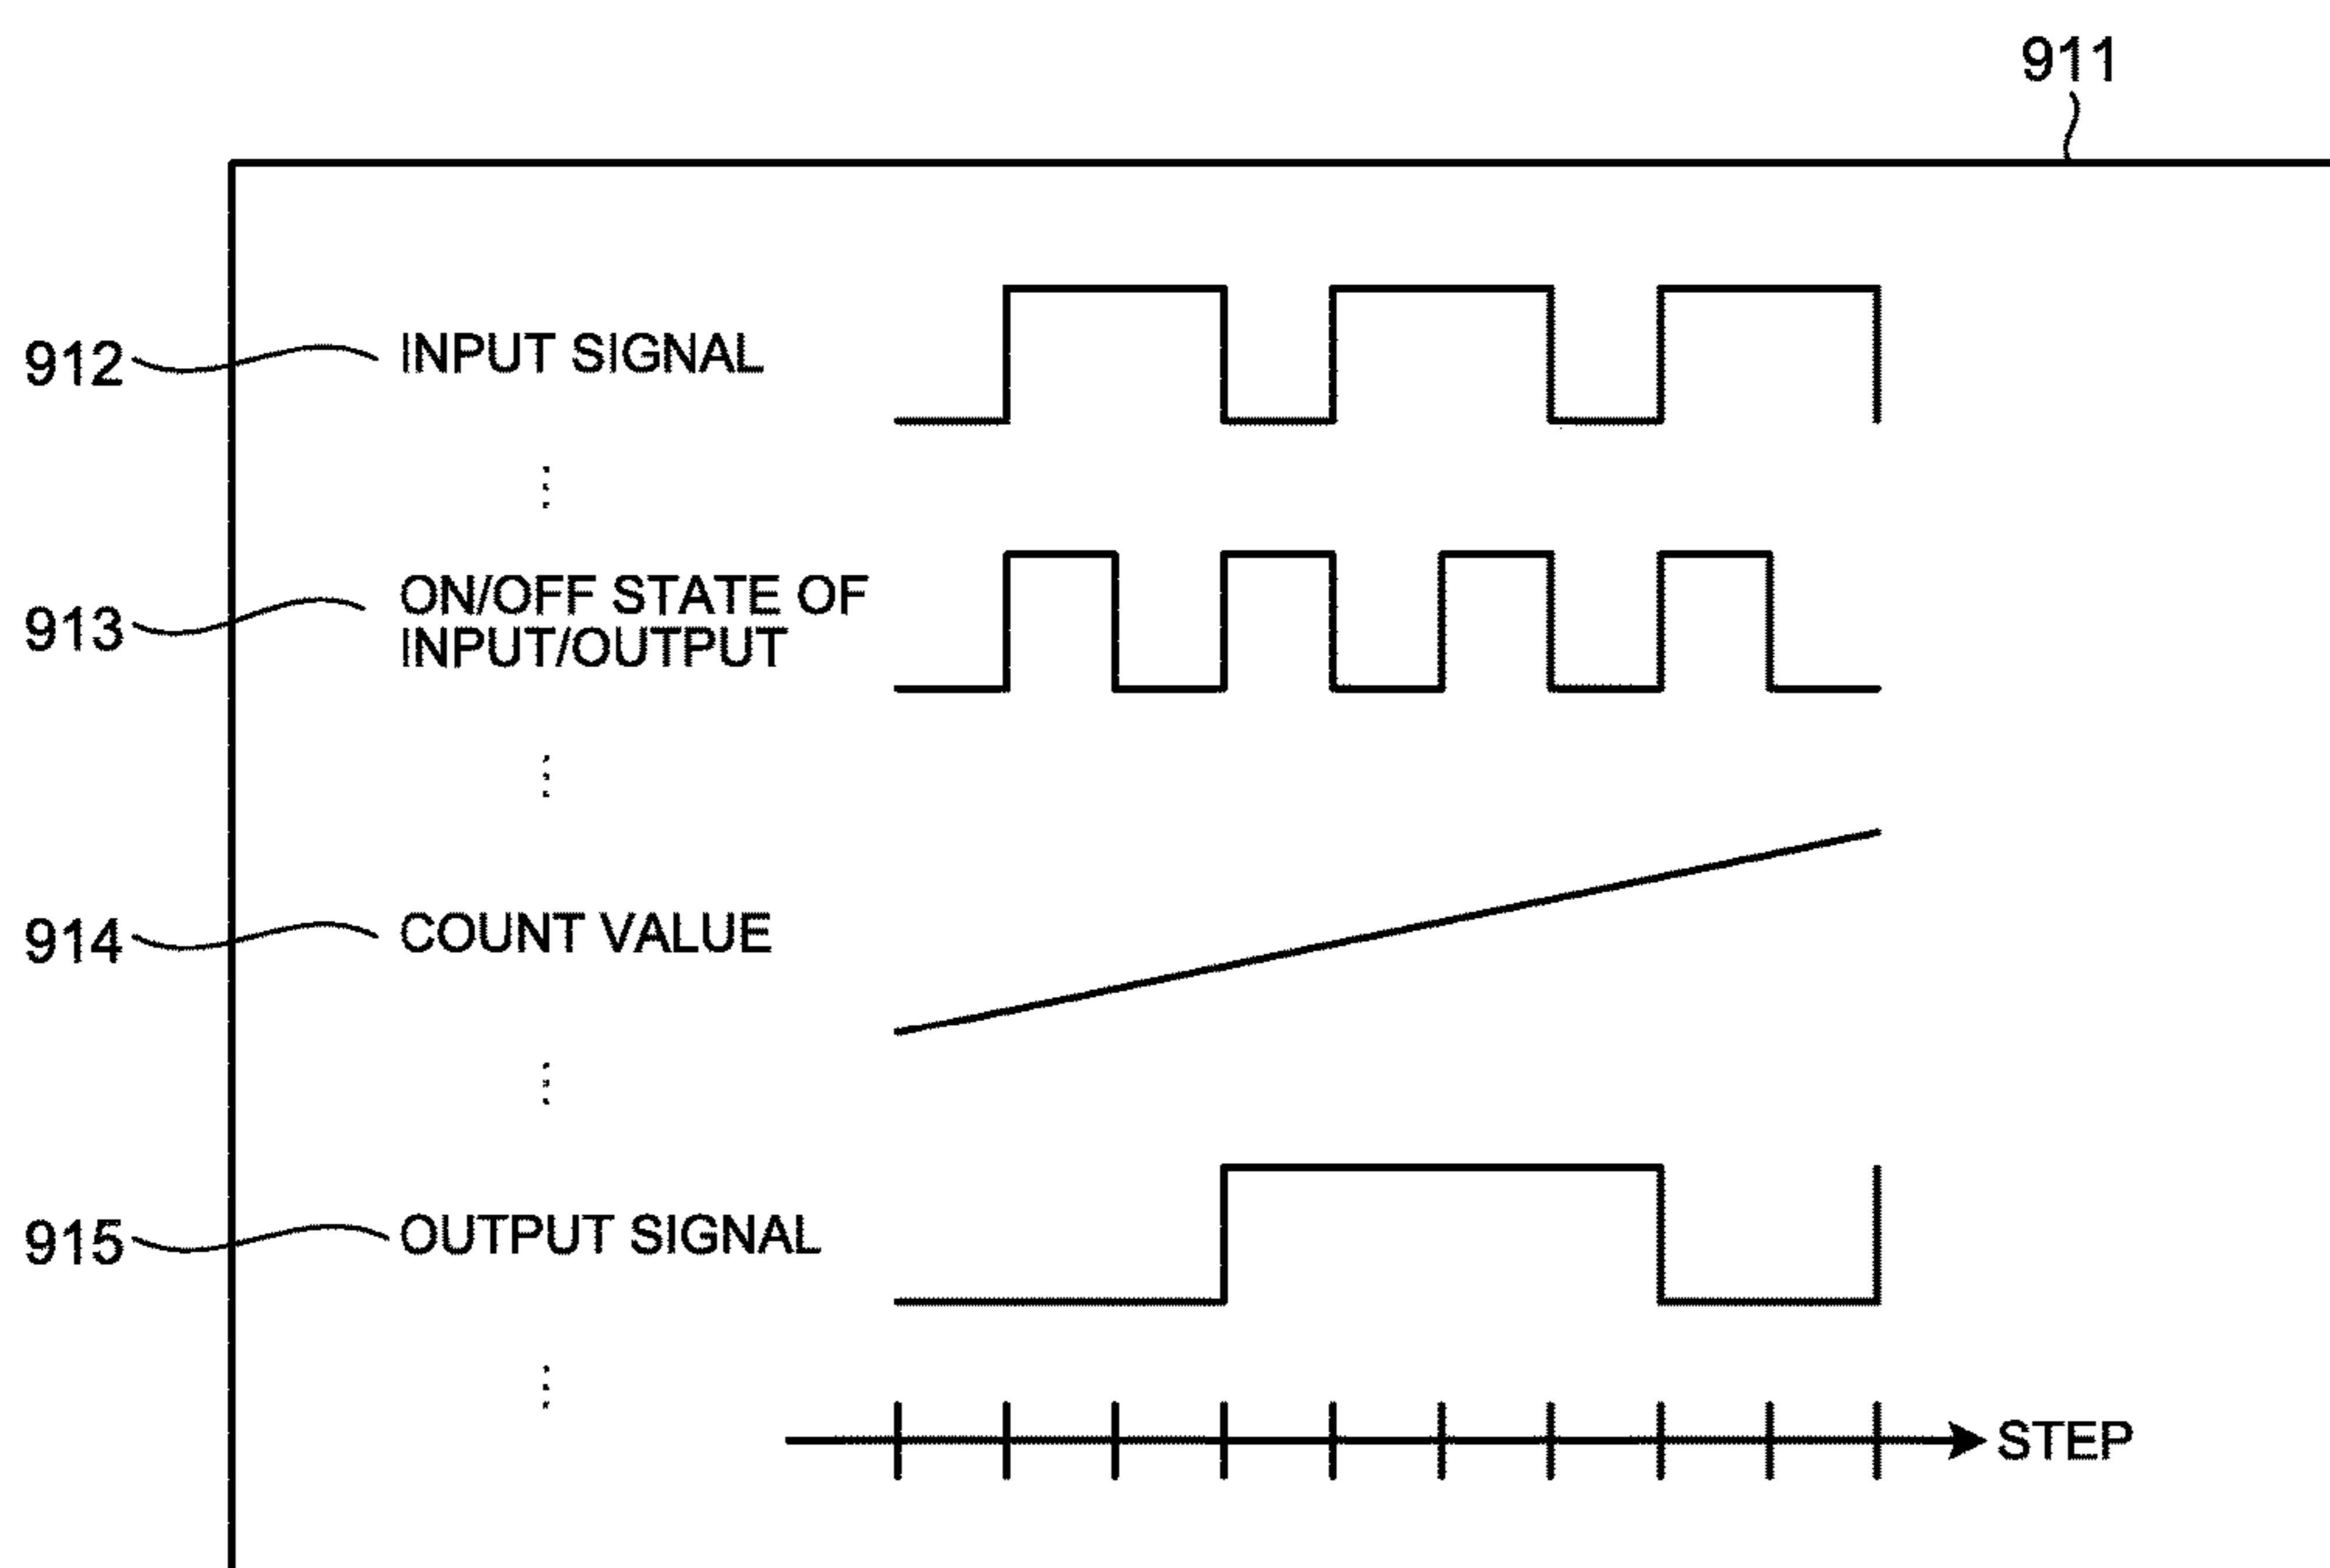 911
912 INPUT SIGNAL
913 ON/OFF STATE OF
INPUT/OUTPUT
914 COUNT VALUE
915 OUTPUT SIGNAL
STEP